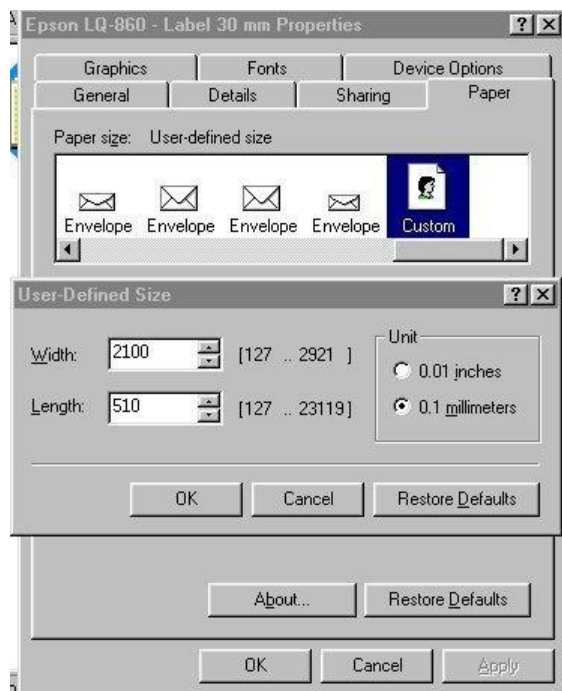 Epson LQ-860 - Label 30 mm Properties
Graphics Fonts Device Options
General Details Sharing Paper
Paper size: User-defined size
Envelope Envelope Envelope Envelope Custom
User-Defined Size
Width: 2100 [127 .. 2921 ]
Length: 510 [127 .. 23119]
Unit
0.01 inches
0.1 millimeters
OK Cancel Restore Defaults
About... Restore Defaults
OK Cancel Apply